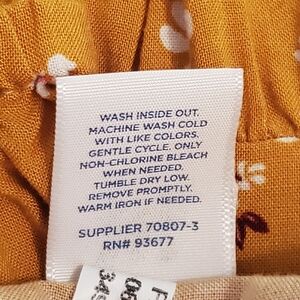 WASH INSIDE OUT.
MACHINE WASH COLD
WITH LIKE COLORS,
GENTLE CYCLE. ONLY
NON-CHLORINE BLEACH
WHEN NEEDED.
TUMBLE DRY LOW.
REMOVE PROMPTLY.
WARM IRON IF NEEDED.
SUPPLIER 70807-3
RN# 93677